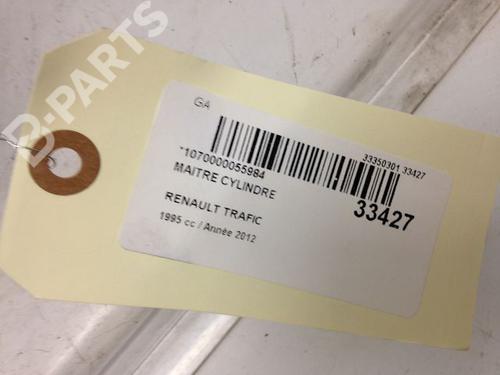 B-PARTS
GA
33350301 33427
*1070000055984
33427
MAITRE CYLINDRE
RENAULT TRAFIC
1995 cc / Année 2012